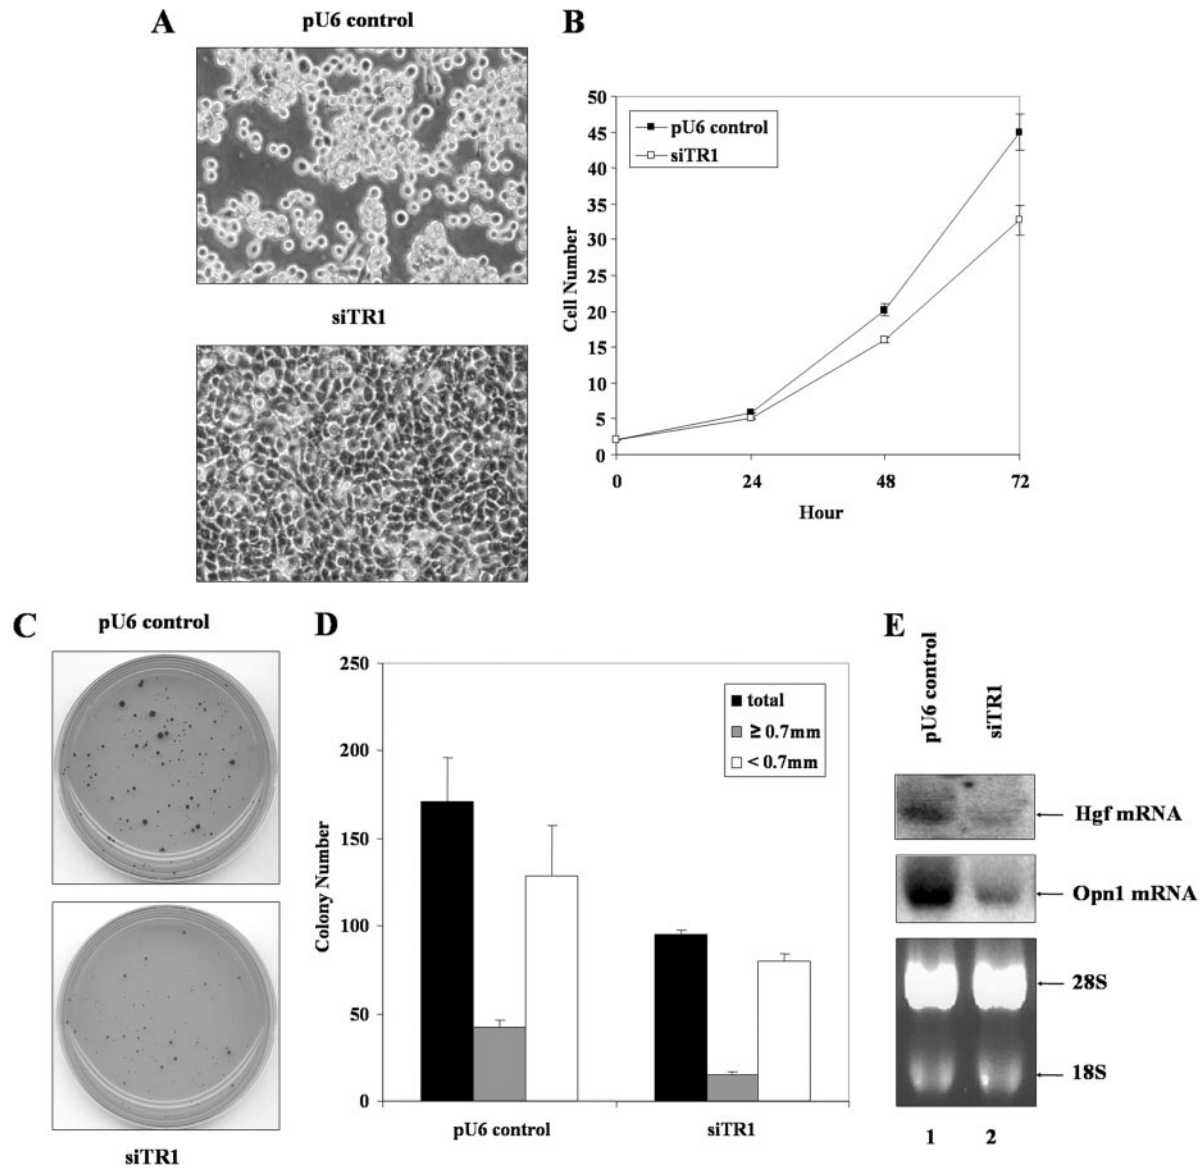 A
pU6 control
siTR1
B
50
45
40
35
30
25
20
15
10
5
0
Cell Number
pU6 control
siTR1
0
24
48
72
Hour
C
pU6 control
siTR1
D
250
200
150
100
50
0
Colony Number
total
≥ 0.7mm
< 0.7mm
pU6 control
siTR1
E
pU6 control
siTR1
Hgf mRNA
Opn1 mRNA
28S
18S
1
2